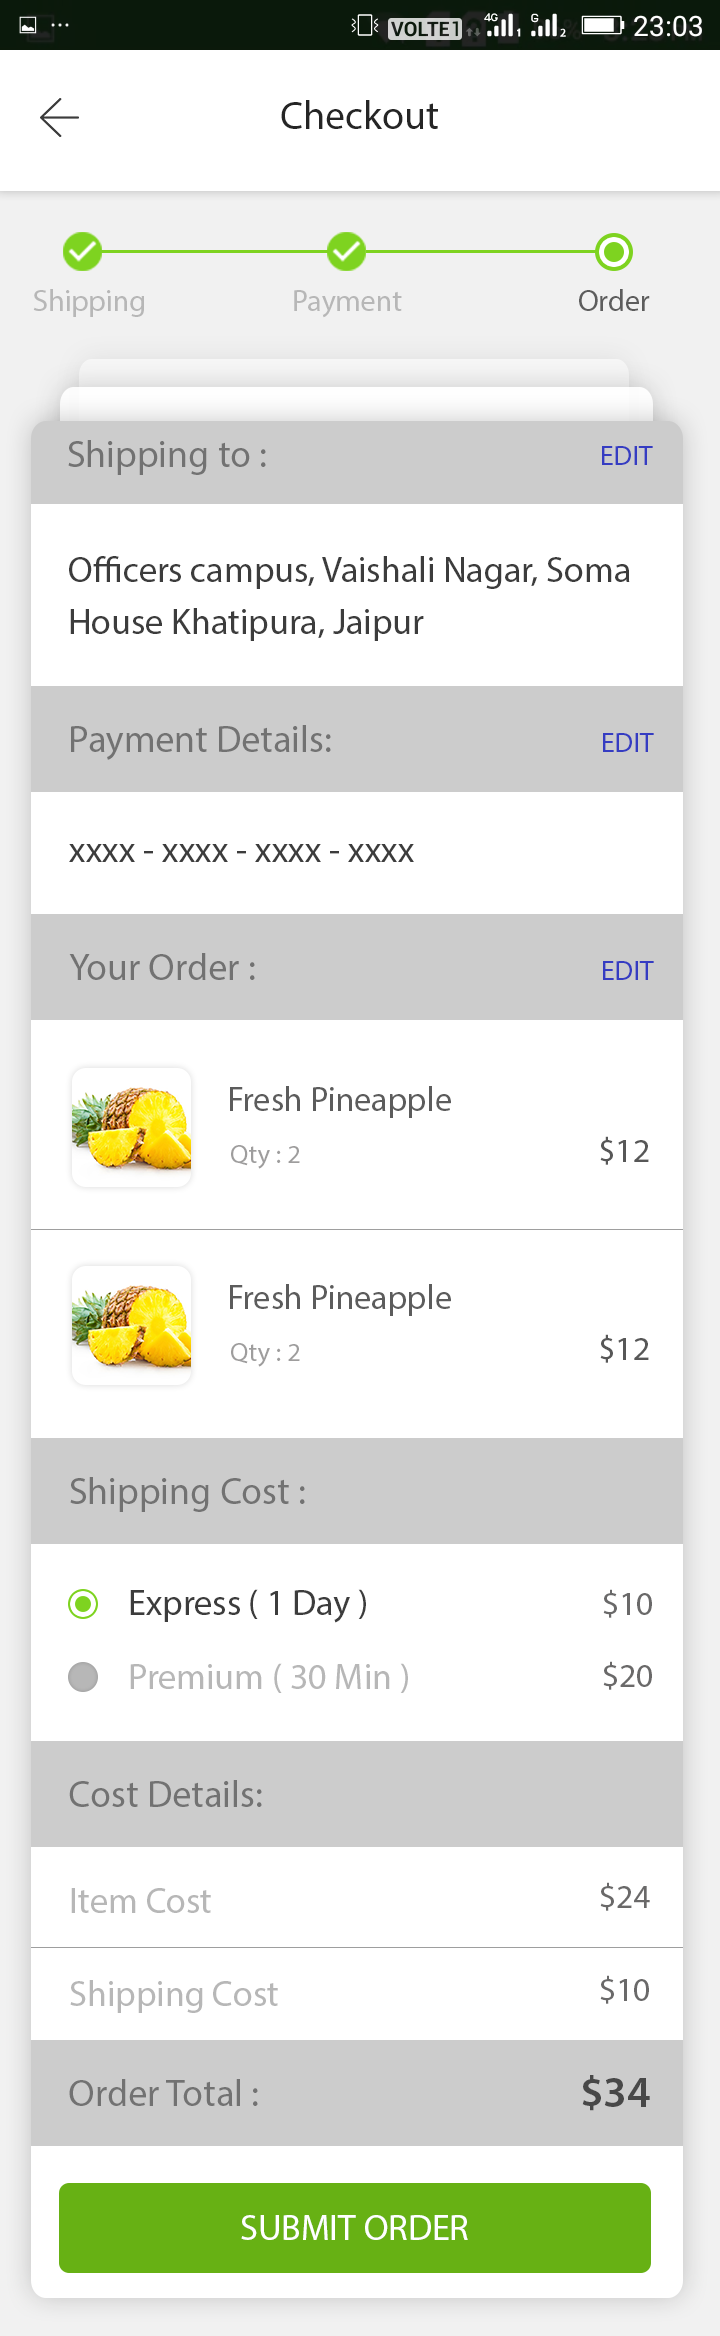 VOLTE1 4G 1 G 2 23:03
Checkout
Shipping Payment Order
Shipping to : EDIT
Officers campus, Vaishali Nagar, Soma
House Khatipura, Jaipur
Payment Details: EDIT
xxxx - xxxx - xxxx - xxxx
Your Order : EDIT
Fresh Pineapple
Qty : 2 $12
Fresh Pineapple
Qty : 2 $12
Shipping Cost :
Express ( 1 Day ) $10
Premium ( 30 Min ) $20
Cost Details:
Item Cost $24
Shipping Cost $10
Order Total : $34
SUBMIT ORDER